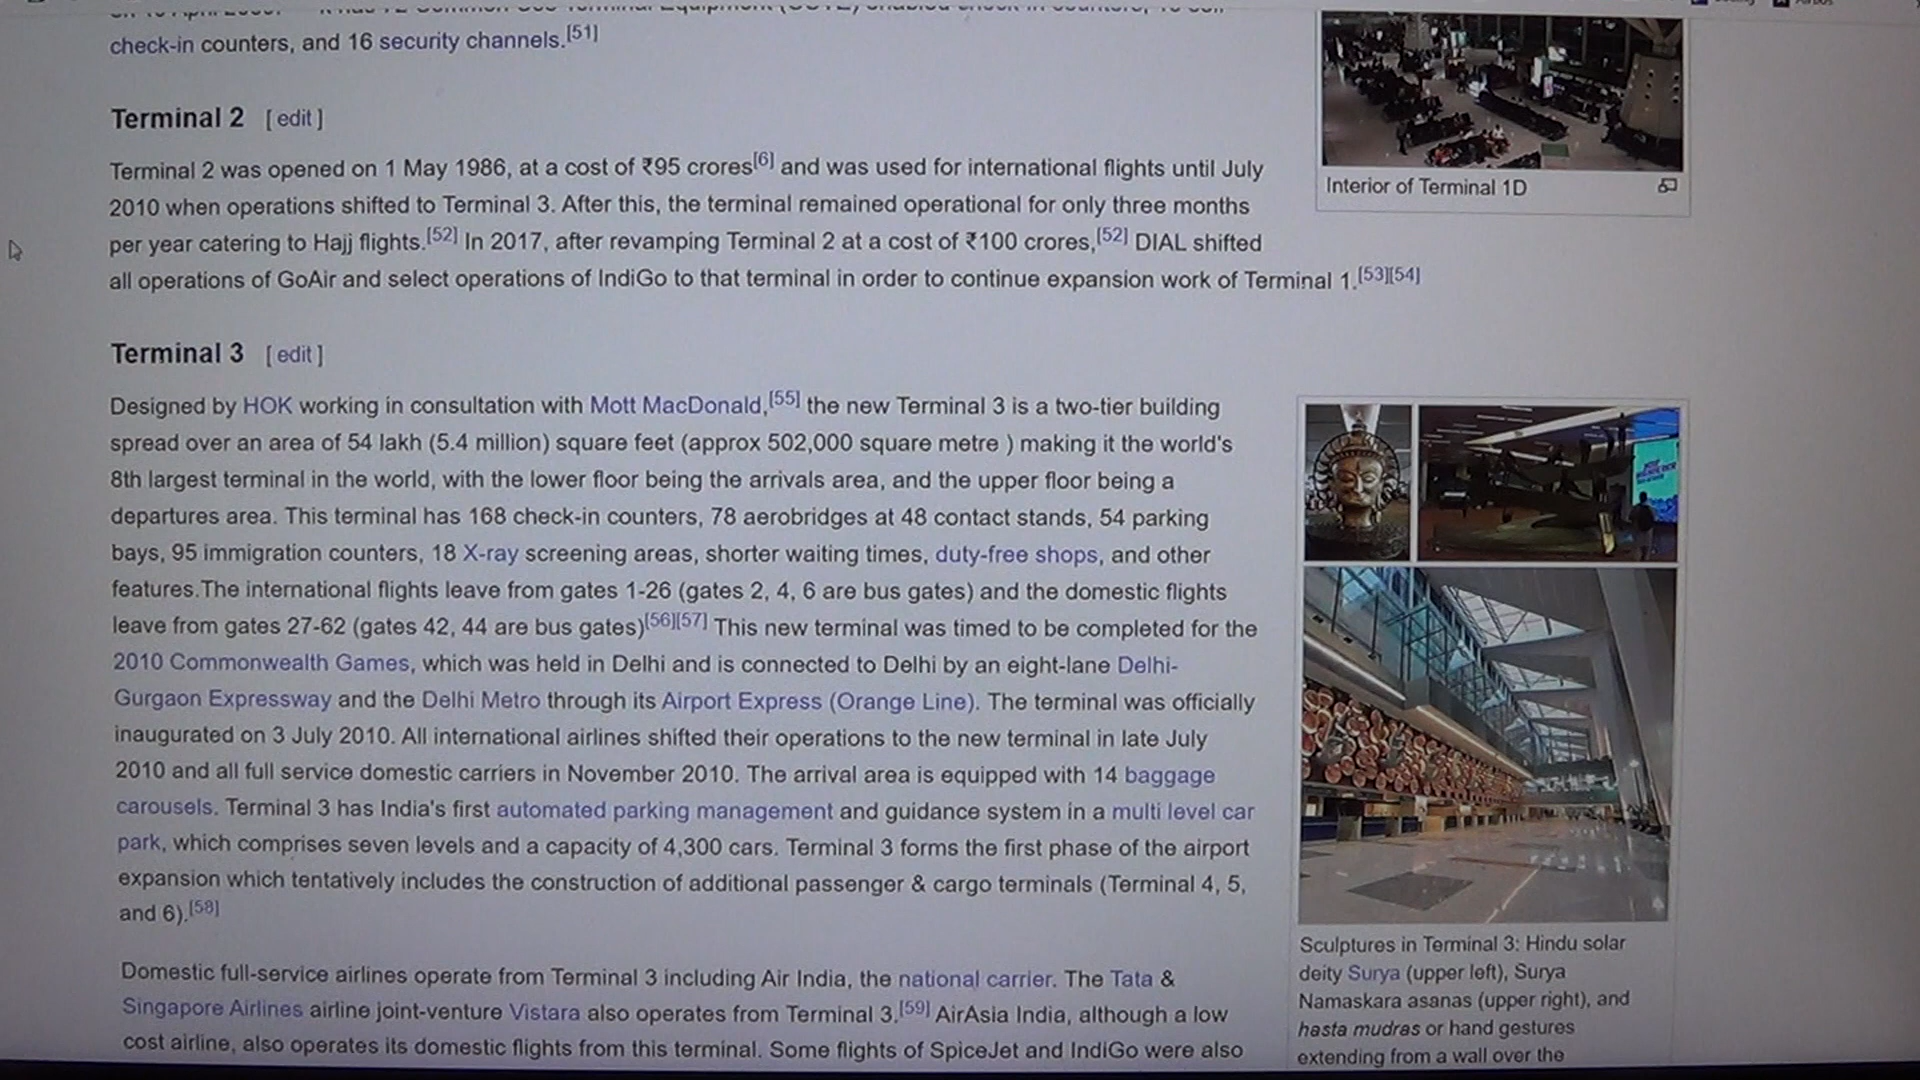 check-in counters, and 16 security channels.[51]
Terminal 2 [ edit ]
Terminal 2 was opened on 1 May 1986, at a cost of ₹95 crores[6] and was used for international flights until July
2010 when operations shifted to Terminal 3. After this, the terminal remained operational for only three months
per year catering to Hajj flights.[52] In 2017, after revamping Terminal 2 at a cost of ₹100 crores,[52] DIAL shifted
all operations of GoAir and select operations of IndiGo to that terminal in order to continue expansion work of Terminal 1.[53][54]
Interior of Terminal 1D
Terminal 3 [ edit ]
Designed by HOK working in consultation with Mott MacDonald,[55] the new Terminal 3 is a two-tier building
spread over an area of 54 lakh (5.4 million) square feet (approx 502,000 square metre ) making it the world's
8th largest terminal in the world, with the lower floor being the arrivals area, and the upper floor being a
departures area. This terminal has 168 check-in counters, 78 aerobridges at 48 contact stands, 54 parking
bays, 95 immigration counters, 18 X-ray screening areas, shorter waiting times, duty-free shops, and other
features.The international flights leave from gates 1-26 (gates 2, 4, 6 are bus gates) and the domestic flights
leave from gates 27-62 (gates 42, 44 are bus gates)[56][57] This new terminal was timed to be completed for the
2010 Commonwealth Games, which was held in Delhi and is connected to Delhi by an eight-lane Delhi-
Gurgaon Expressway and the Delhi Metro through its Airport Express (Orange Line). The terminal was officially
inaugurated on 3 July 2010. All international airlines shifted their operations to the new terminal in late July
2010 and all full service domestic carriers in November 2010. The arrival area is equipped with 14 baggage
carousels. Terminal 3 has India's first automated parking management and guidance system in a multi level car
park, which comprises seven levels and a capacity of 4,300 cars. Terminal 3 forms the first phase of the airport
expansion which tentatively includes the construction of additional passenger & cargo terminals (Terminal 4, 5,
and 6).[58]
Domestic full-service airlines operate from Terminal 3 including Air India, the national carrier. The Tata &
Singapore Airlines airline joint-venture Vistara also operates from Terminal 3.[59] AirAsia India, although a low
cost airline, also operates its domestic flights from this terminal. Some flights of SpiceJet and IndiGo were also
Sculptures in Terminal 3: Hindu solar
deity Surya (upper left), Surya
Namaskara asanas (upper right), and
hasta mudras or hand gestures
extending from a wall over the